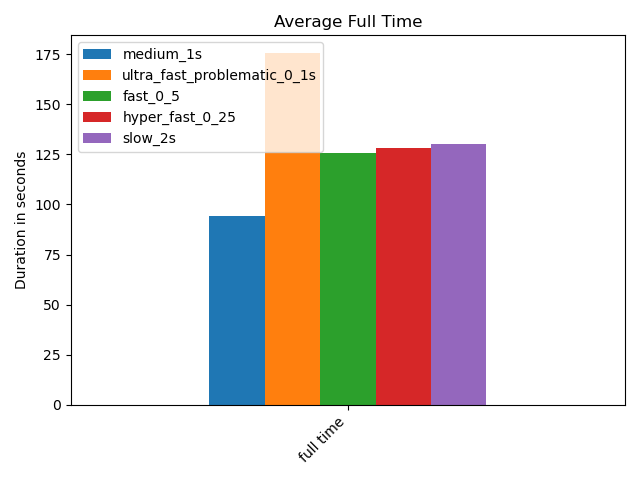 Average Full Time
Duration in seconds
175
150
125
100
75
50
25
0
medium_1s
ultra_fast_problematic_0_1s
fast_0_5
hyper_fast_0_25
slow_2s
full time